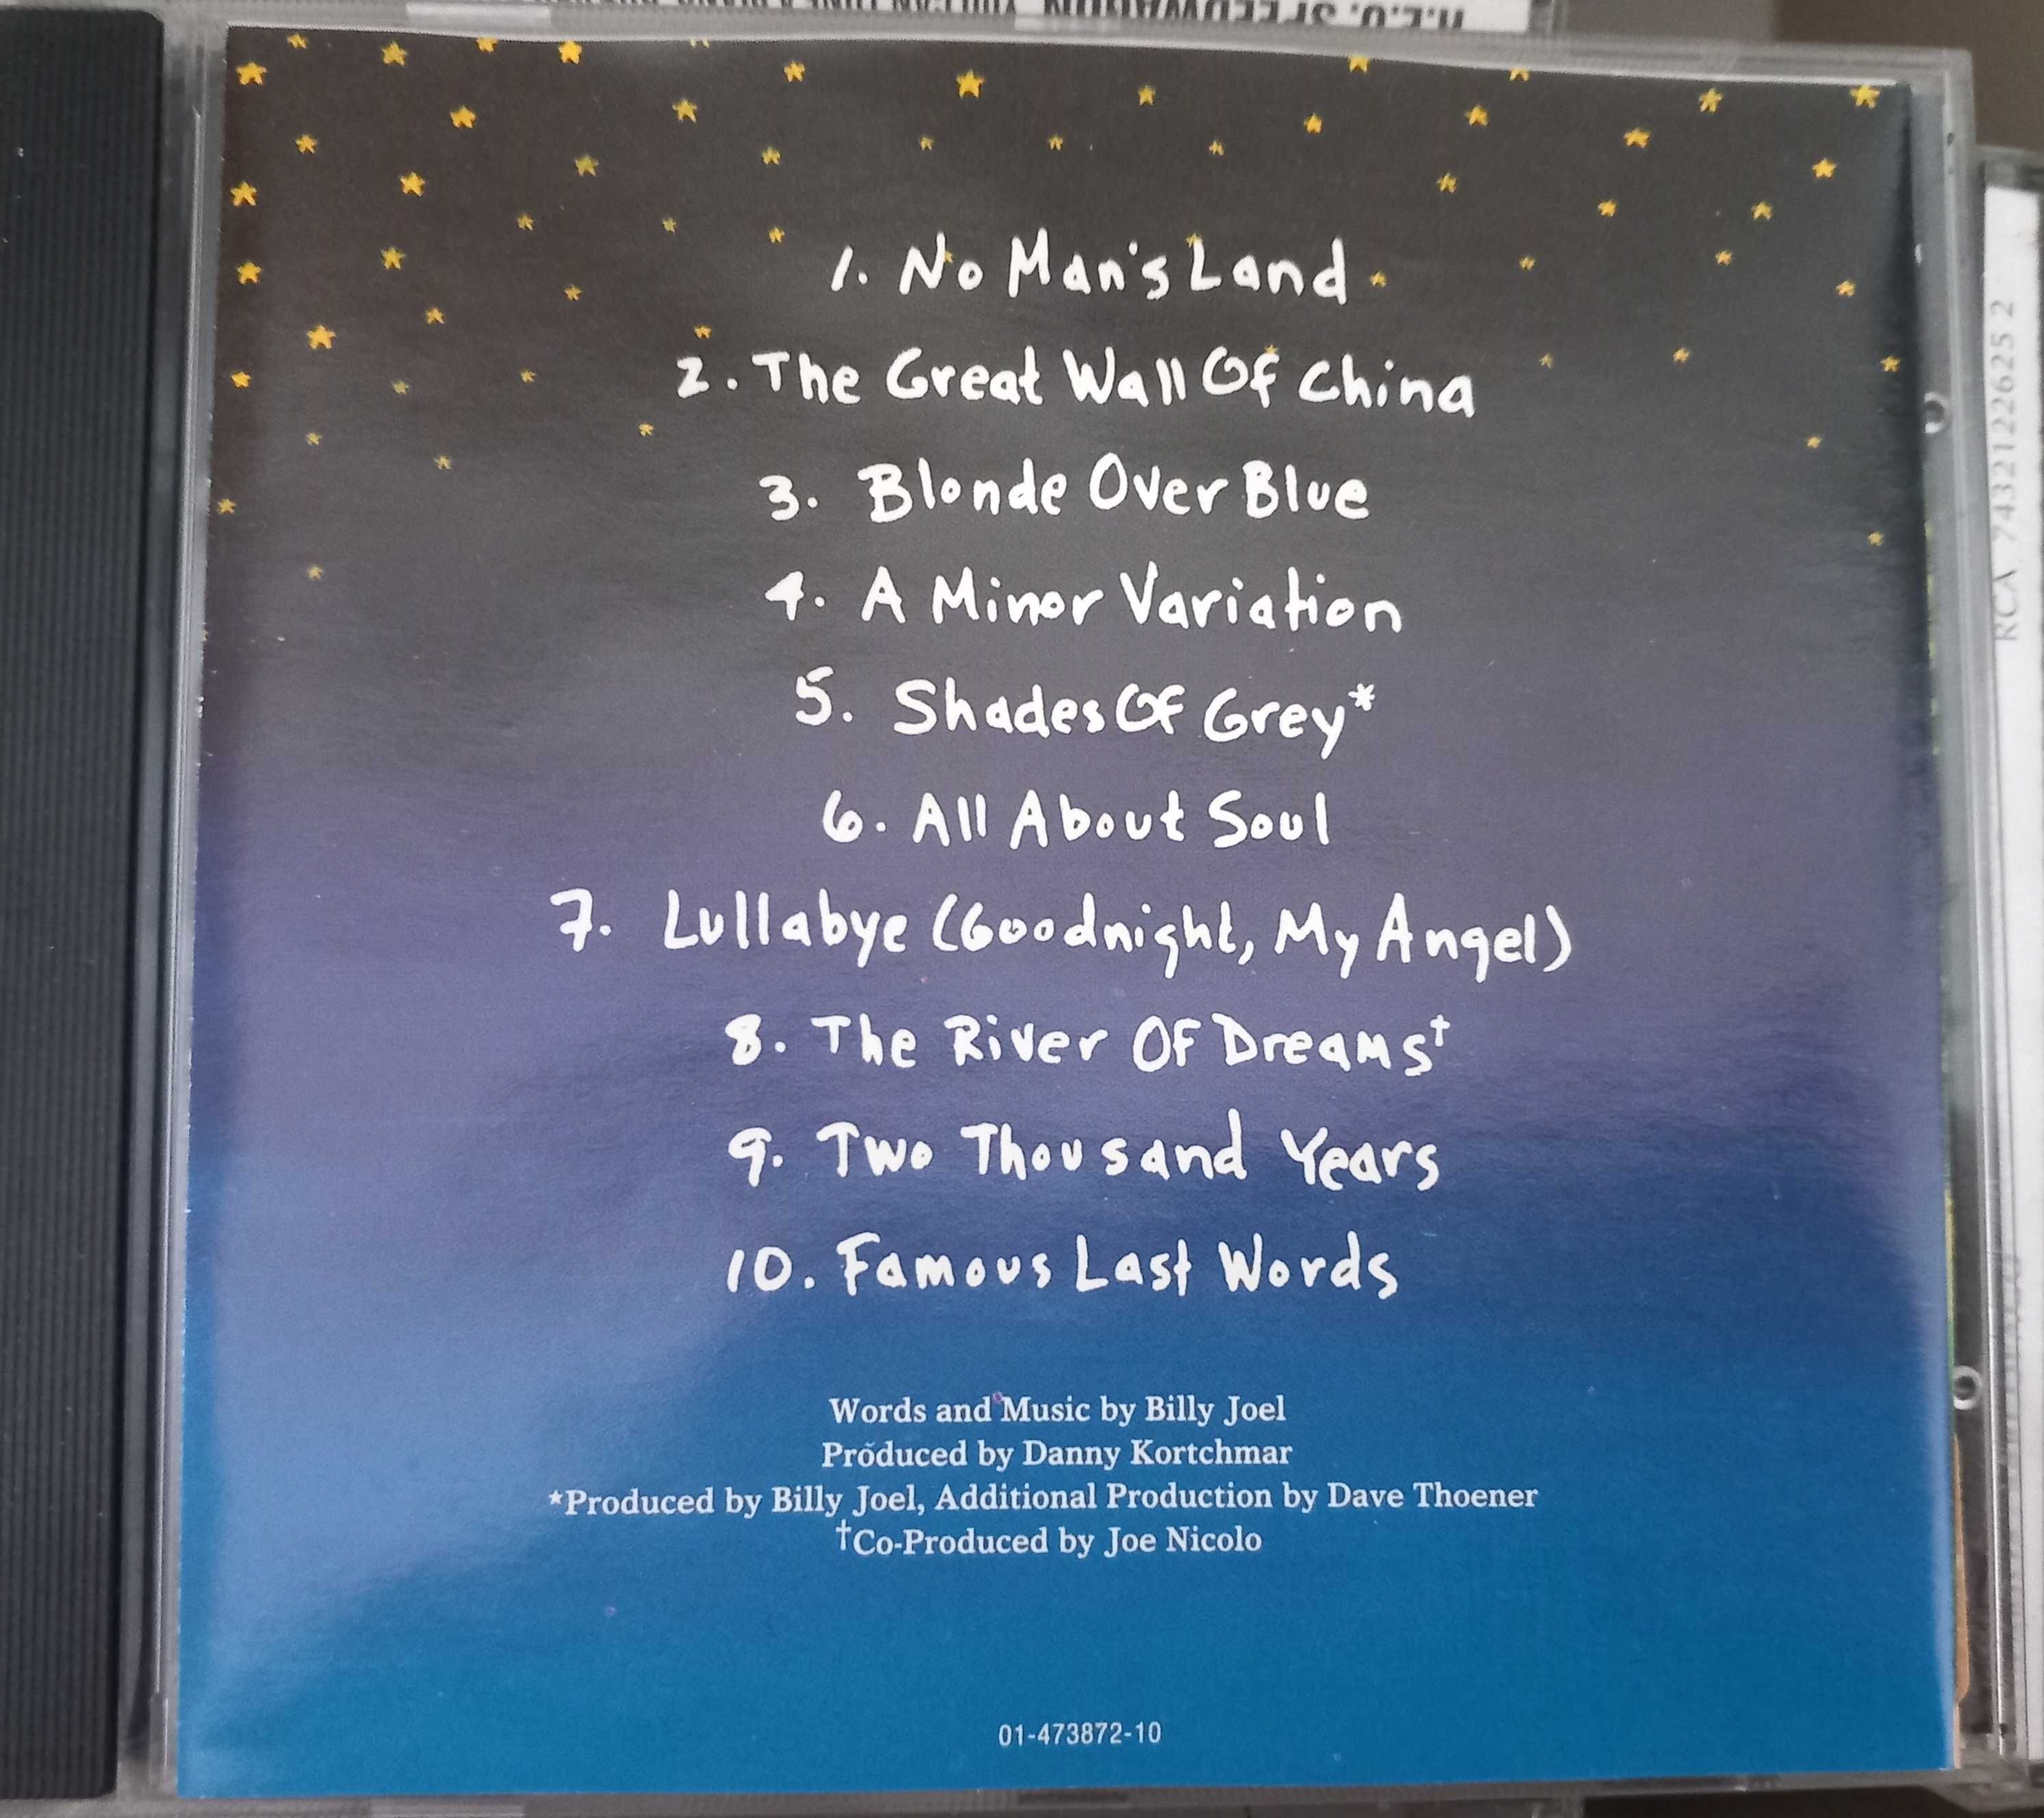 R.E.O. SPEEDWAGON
1. No Man's Land
2. The Great Wall Of China
3. Blonde Over Blue
4. A Minor Variation
5. Shades Of Grey*
6. All About Soul
7. Lullabye (Goodnight, My Angel)
8. The River Of Dreams†
9. Two Thousand Years
10. Famous Last Words
Words and Music by Billy Joel
Produced by Danny Kortchmar
*Produced by Billy Joel, Additional Production by Dave Thoener
†Co-Produced by Joe Nicolo
01-473872-10
RCA 7432122625 2